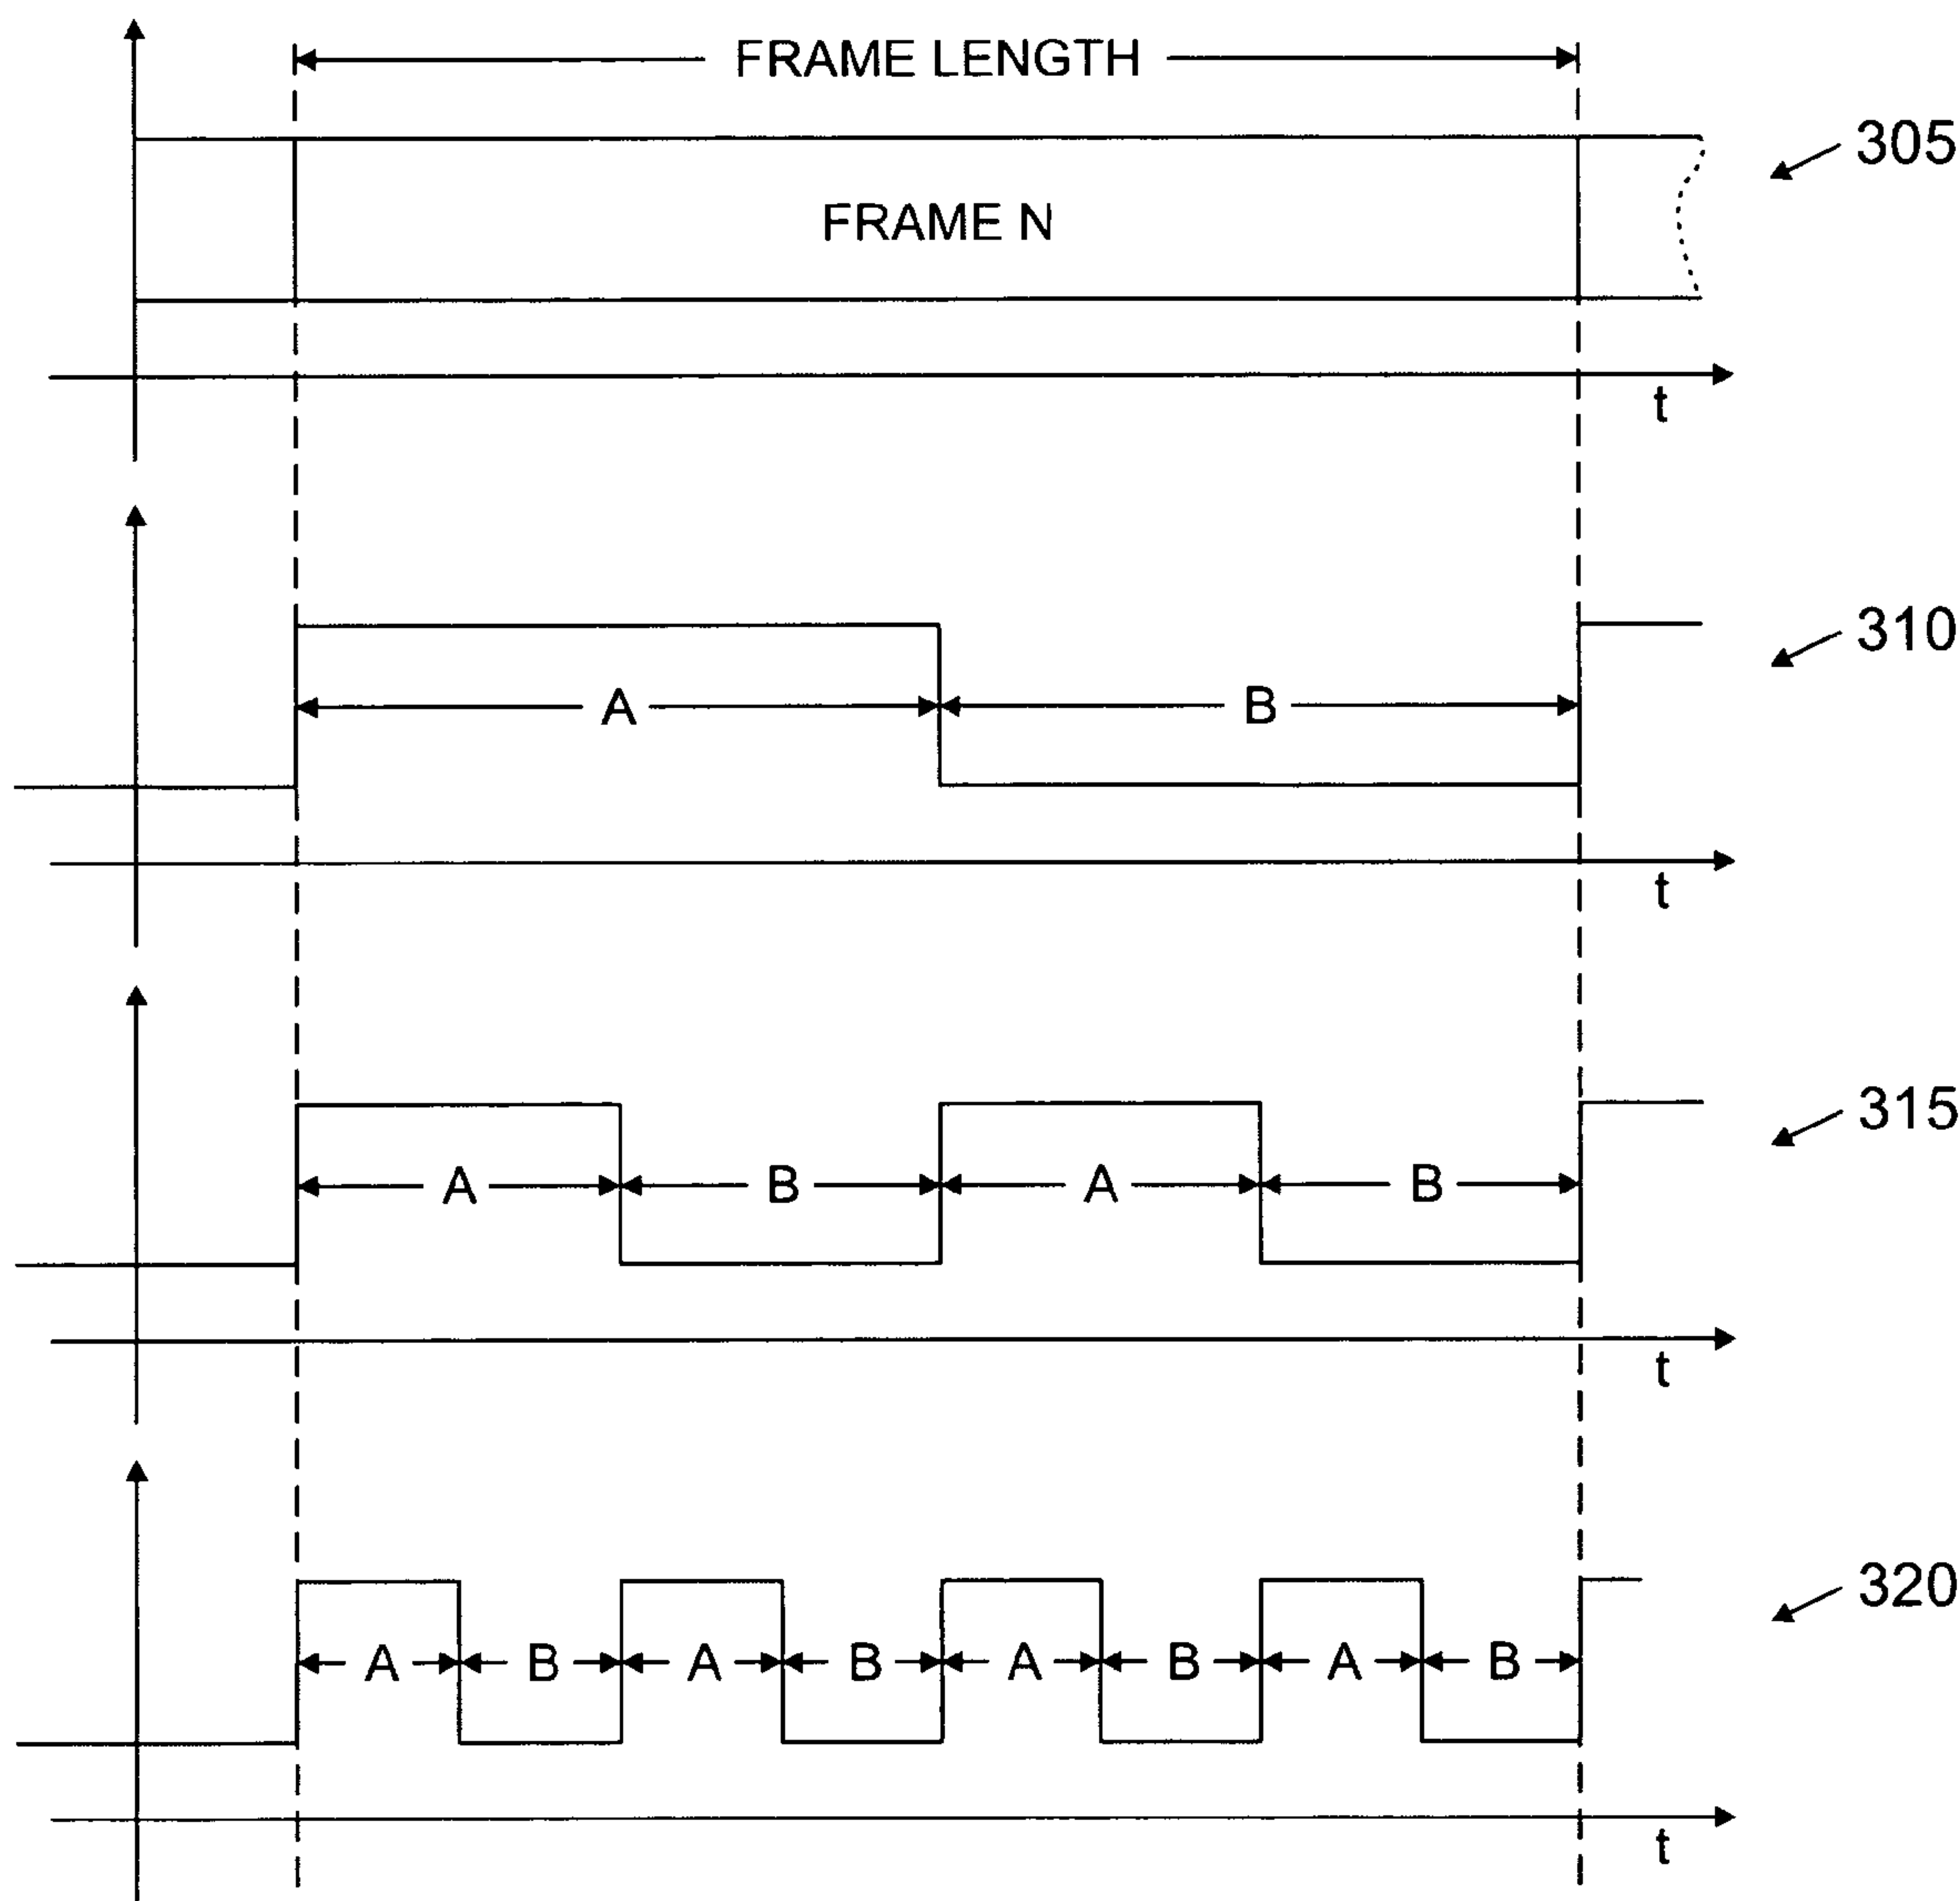 FRAME LENGTH
305
FRAME N
t
310
A B
t
315
A B A B
t
320
A B A B A B A B
t